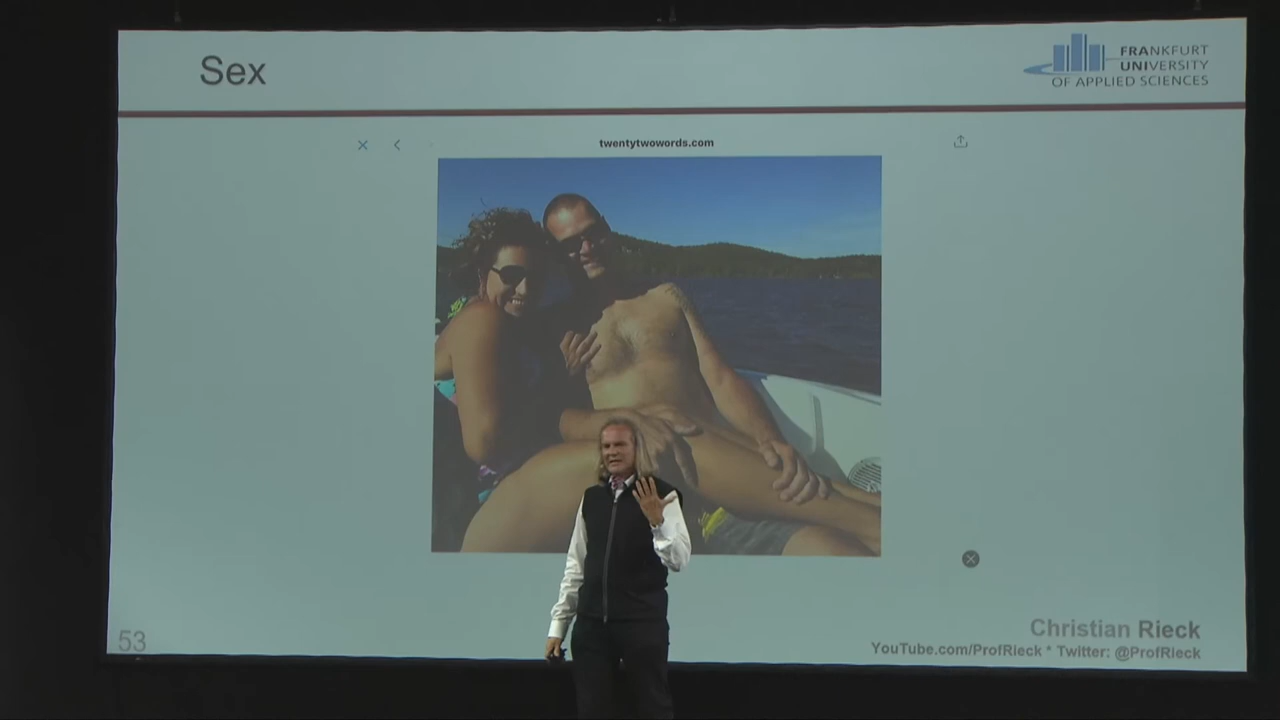 Sex
FRANKFURT
UNIVERSITY
OF APPLIED SCIENCES
twentytwowords.com
53
Christian Rieck
YouTube.com/ProfRieck * Twitter: @ProfRieck